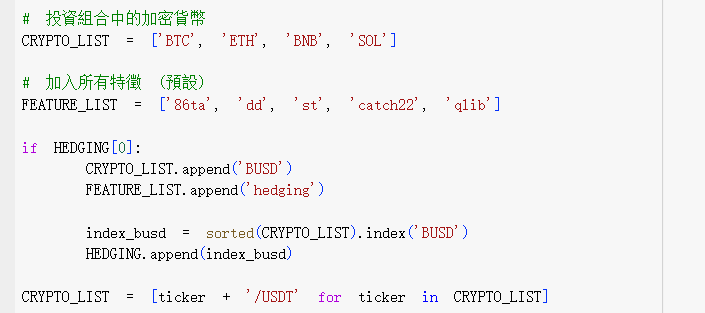 # 投資組合中的加密貨幣
CRYPTO_LIST = ['BTC', 'ETH', 'BNB', 'SOL']
# 加入所有特徵 (預設)
FEATURE_LIST = ['86ta', 'dd', 'st', 'catch22', 'qlib']
if HEDGING[0]:
CRYPTO_LIST.append('BUSD')
FEATURE_LIST.append('hedging')
index_busd = sorted(CRYPTO_LIST).index('BUSD')
HEDGING.append(index_busd)
CRYPTO_LIST = [ticker + '/USDT' for ticker in CRYPTO_LIST]